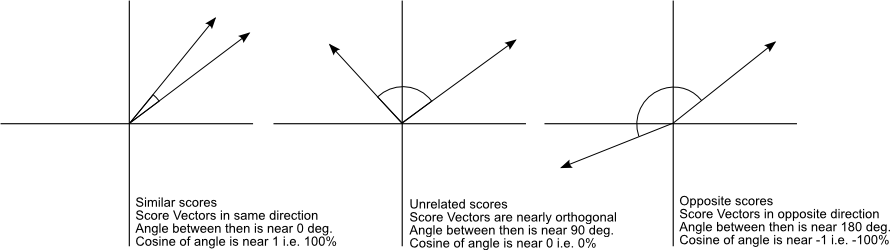 Similar scores
Score Vectors in same direction
Angle between then is near 0 deg.
Cosine of angle is near 1 i.e. 100%
Unrelated scores
Score Vectors are nearly orthogonal
Angle between then is near 90 deg.
Cosine of angle is near 0 i.e. 0%
Opposite scores
Score Vectors in opposite direction
Angle between then is near 180 deg.
Cosine of angle is near -1 i.e. -100%